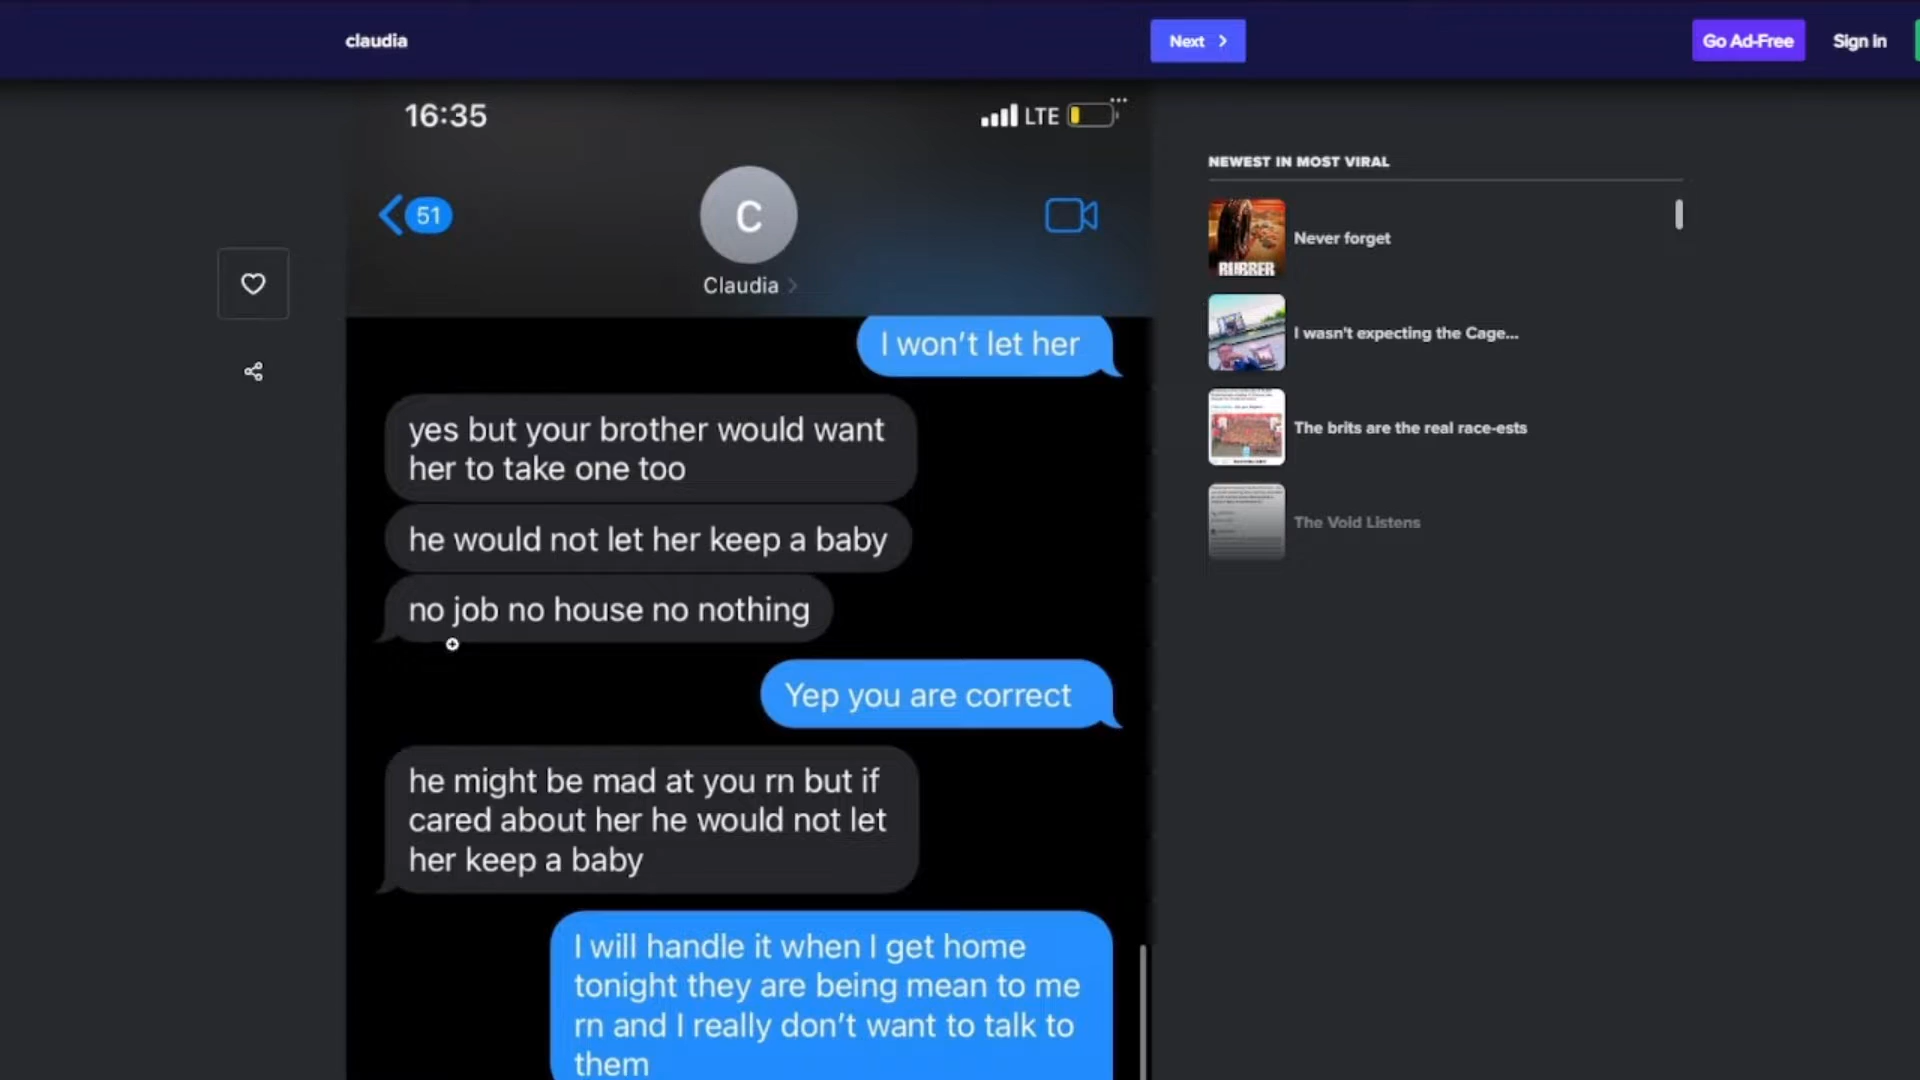 claudia
Next
Go Ad-Free
Sign in
16:35
LTE
51
C
Claudia
I won't let her
yes but your brother would want
her to take one too
he would not let her keep a baby
no job no house no nothing
Yep you are correct
he might be mad at you rn but if
cared about her he would not let
her keep a baby
I will handle it when I get home
tonight they are being mean to me
rn and I really don't want to talk to
them
NEWEST IN MOST VIRAL
RUBBER
Never forget
I wasn't expecting the Cage...
The brits are the real race-ests
The Void Listens